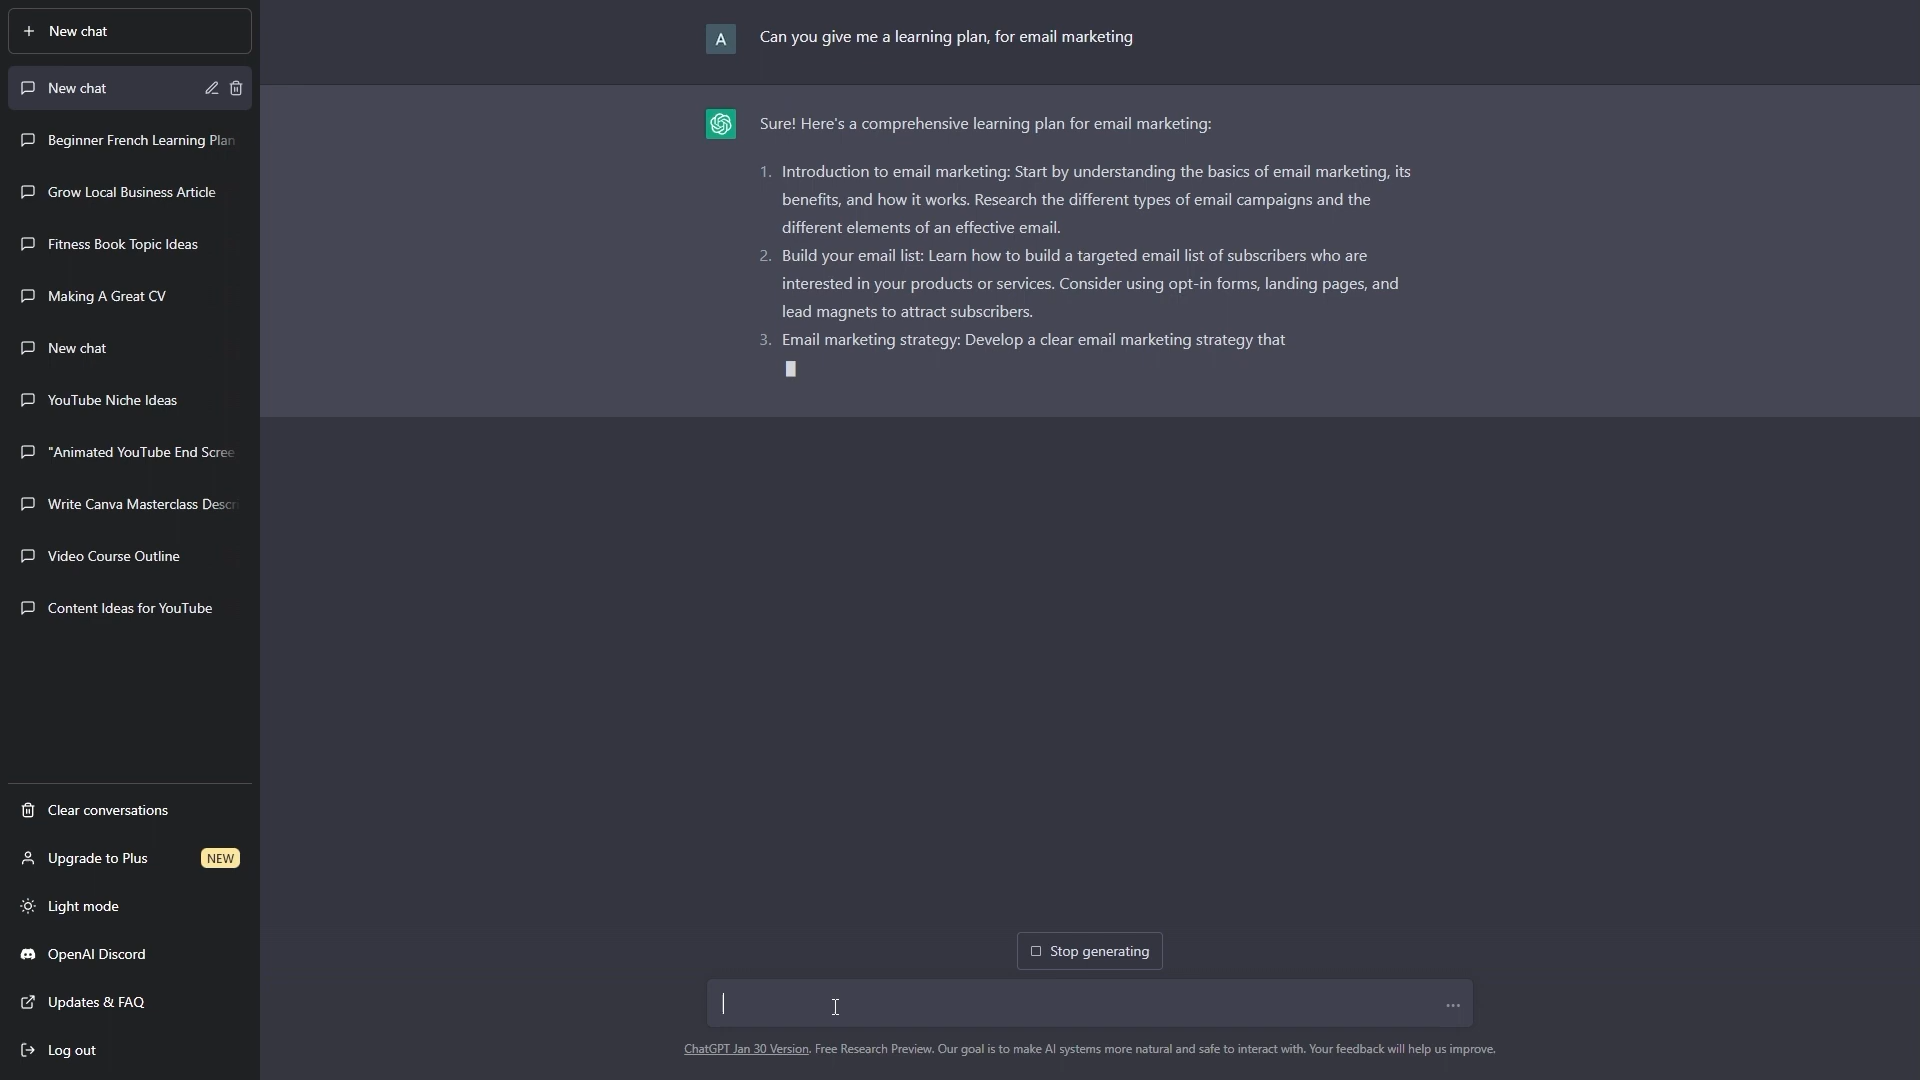 New chat
New chat
Beginner French Learning Plan
Grow Local Business Article
Fitness Book Topic Ideas
Making A Great CV
New chat
YouTube Niche Ideas
"Animated YouTube End Scree
Write Canva Masterclass Descr
Video Course Outline
Content Ideas for YouTube
Clear conversations
Upgrade to Plus NEW
Light mode
OpenAI Discord
Updates & FAQ
Log out
A Can you give me a learning plan, for email marketing
Sure! Here's a comprehensive learning plan for email marketing:
1. Introduction to email marketing: Start by understanding the basics of email marketing, its
benefits, and how it works. Research the different types of email campaigns and the
different elements of an effective email.
2. Build your email list: Learn how to build a targeted email list of subscribers who are
interested in your products or services. Consider using opt-in forms, landing pages, and
lead magnets to attract subscribers.
3. Email marketing strategy: Develop a clear email marketing strategy that
Stop generating
ChatGPT Jan 30 Version. Free Research Preview. Our goal is to make AI systems more natural and safe to interact with. Your feedback will help us improve.